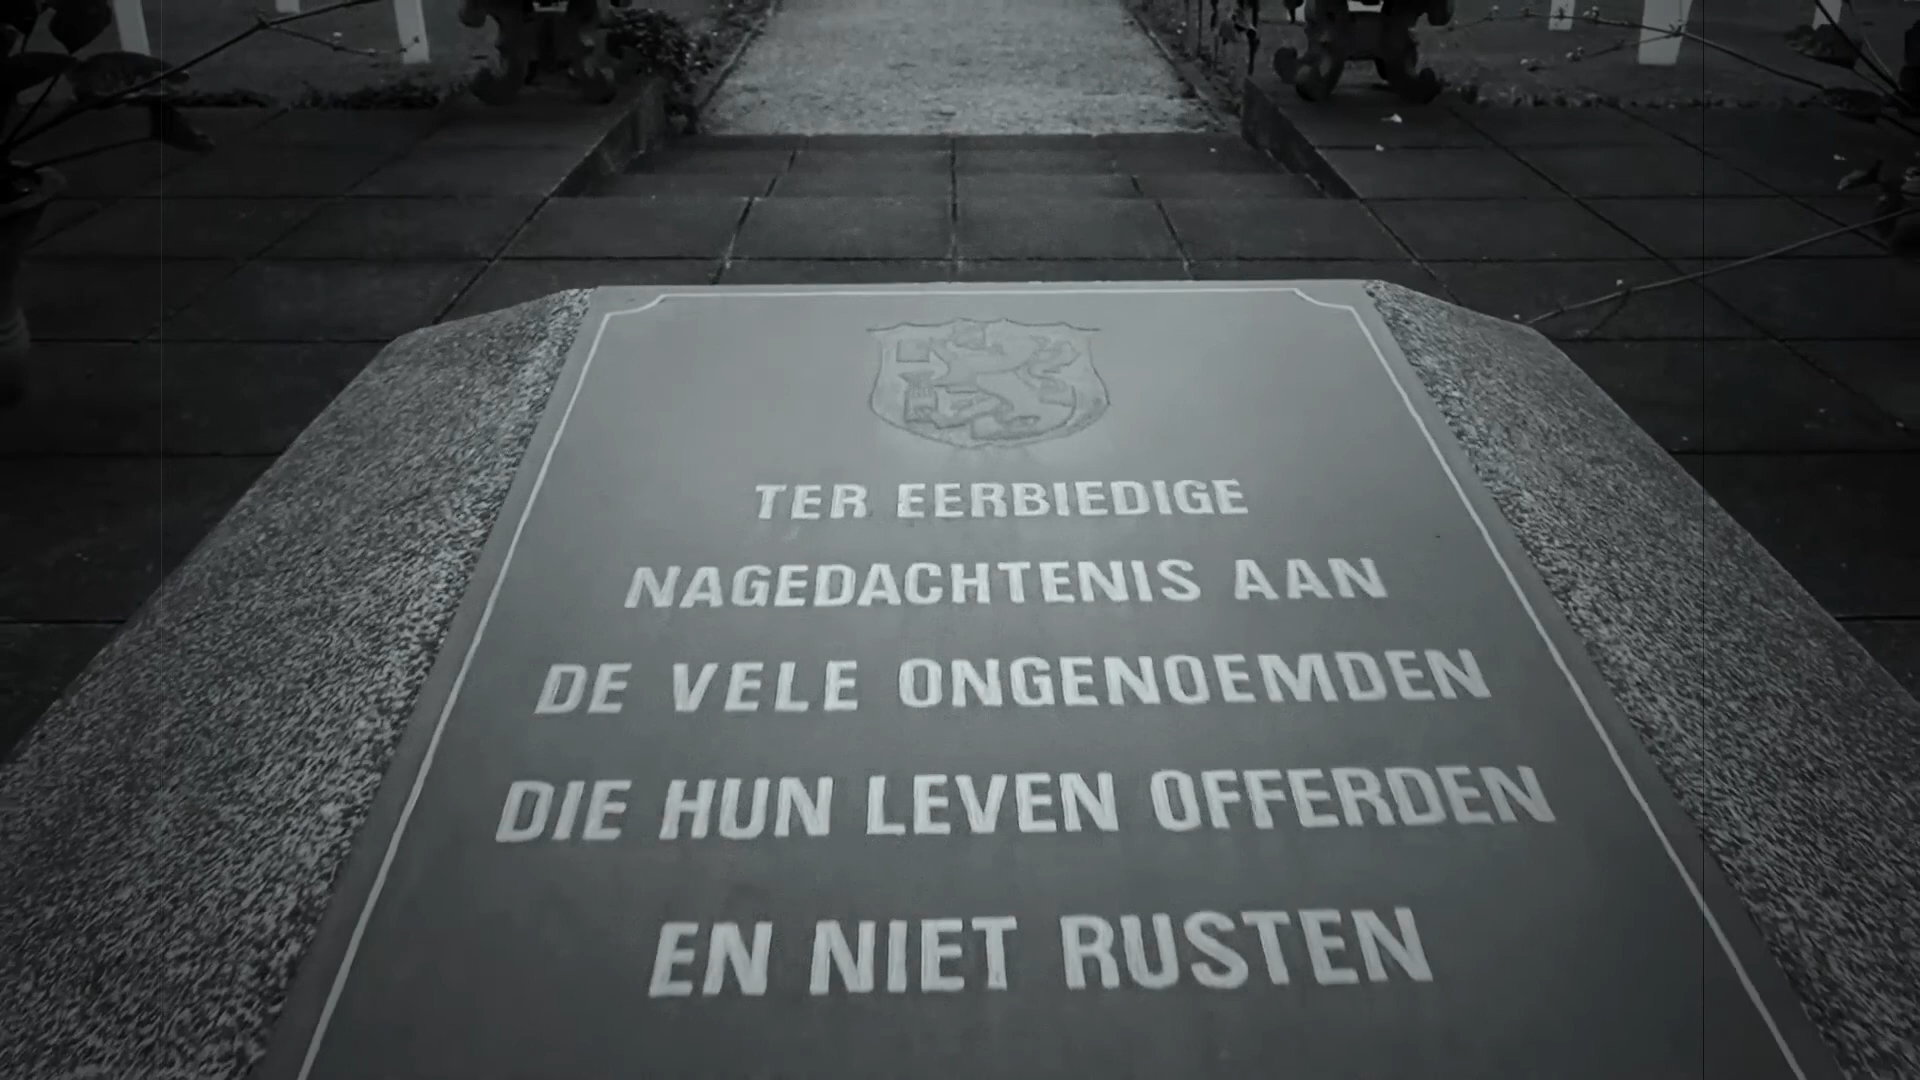 TER EERBIEDIGE
NAGEDACHTENIS AAN
DE VELE ONGENOEMDEN
DIE HUN LEVEN OFFERDEN
EN NIET RUSTEN